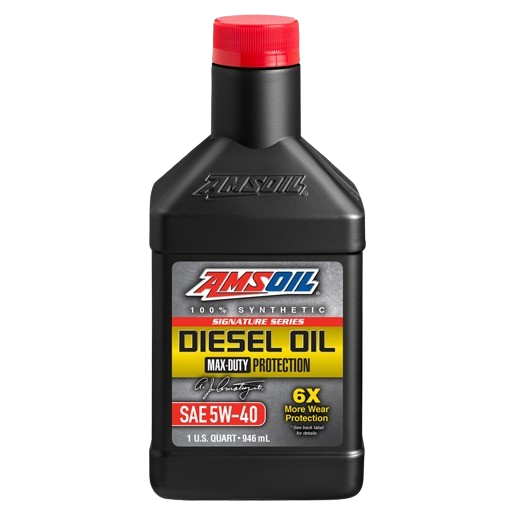 AMSOIL
AMSOIL
100% SYNTHETIC
SIGNATURE SERIES
DIESEL OIL
MAX-DUTY PROTECTION
SAE 5W-40
6X
More Wear
Protection
*See back label
for details.
1 U.S. QUART • 946 mL